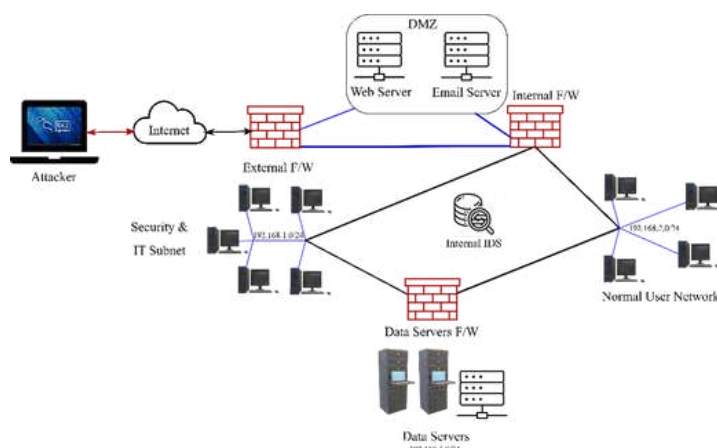 DMZ
Web Server
Email Server
Internal F/W
Internet
Attacker
External F/W
Security &
IT Subnet
192.168.1.0/24
Internal IDS
192.168.2.0/24
Normal User Network
Data Servers F/W
Data Servers